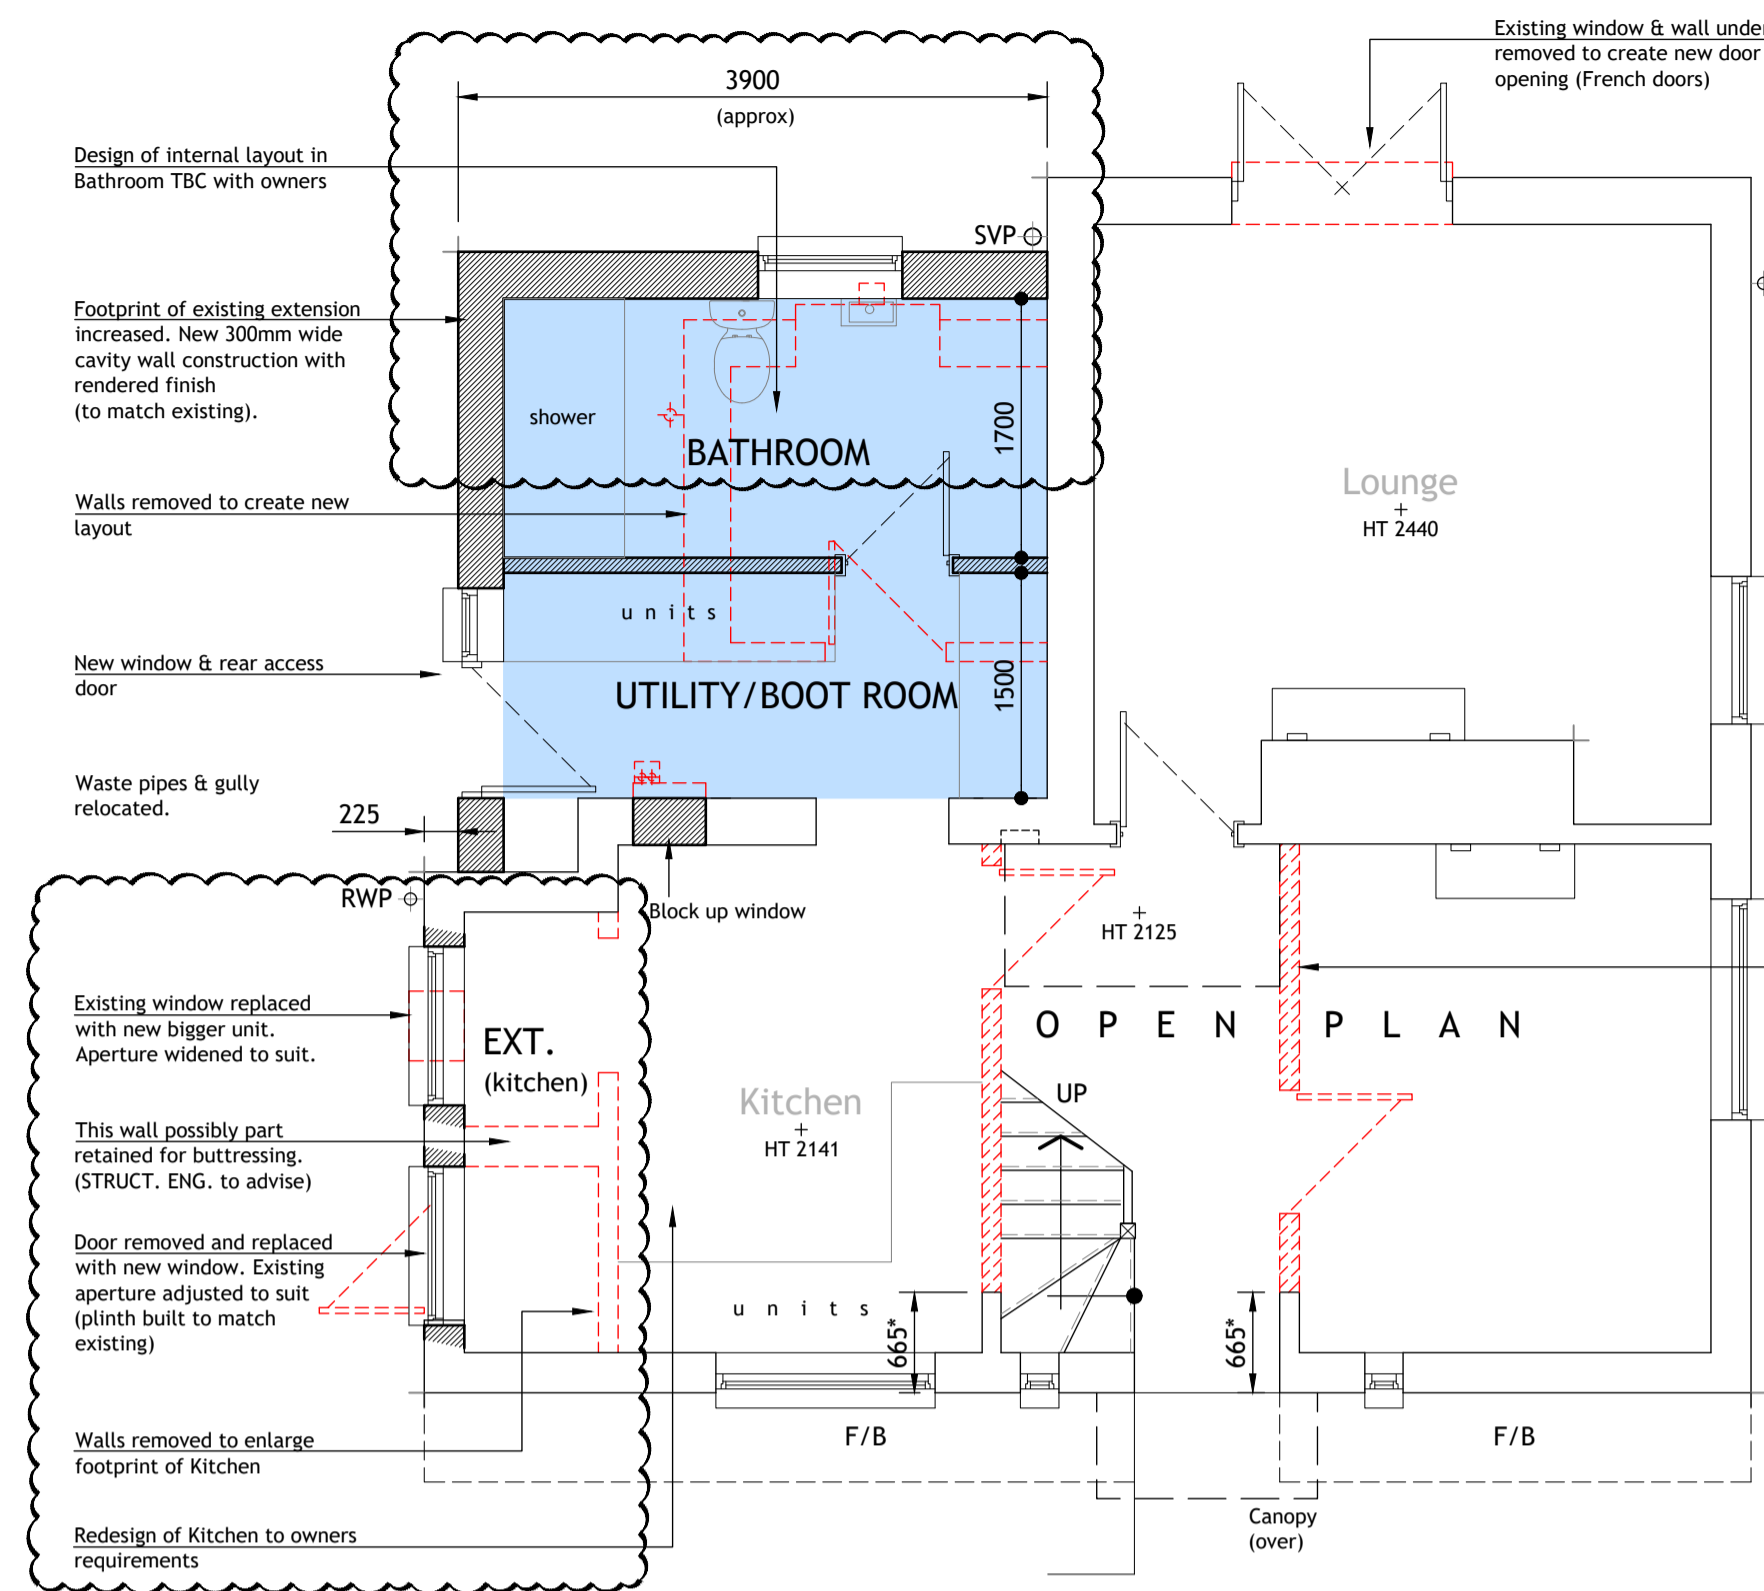 Existing window & wall under
removed to create new door
opening (French doors)
3900
(approx)
Design of internal layout in
Bathroom TBC with owners
SVP
Footprint of existing extension
increased. New 300mm wide
cavity wall construction with
rendered finish
(to match existing).
shower
BATHROOM
1700
Lounge
HT 2440
Walls removed to create new
layout
units
New window & rear access
door
UTILITY/BOOT ROOM
1500
Waste pipes & gully
relocated.
225
RWP
Block up window
HT 2125
Existing window replaced
with new bigger unit.
Aperture widened to suit.
EXT.
(kitchen)
OPEN PLAN
Kitchen
HT 2141
UP
This wall possibly part
retained for buttressing.
(STRUCT. ENG. to advise)
Door removed and replaced
with new window. Existing
aperture adjusted to suit
(plinth built to match
existing)
units
665*
665*
F/B
F/B
Walls removed to enlarge
footprint of Kitchen
Canopy
(over)
Redesign of Kitchen to owners
requirements